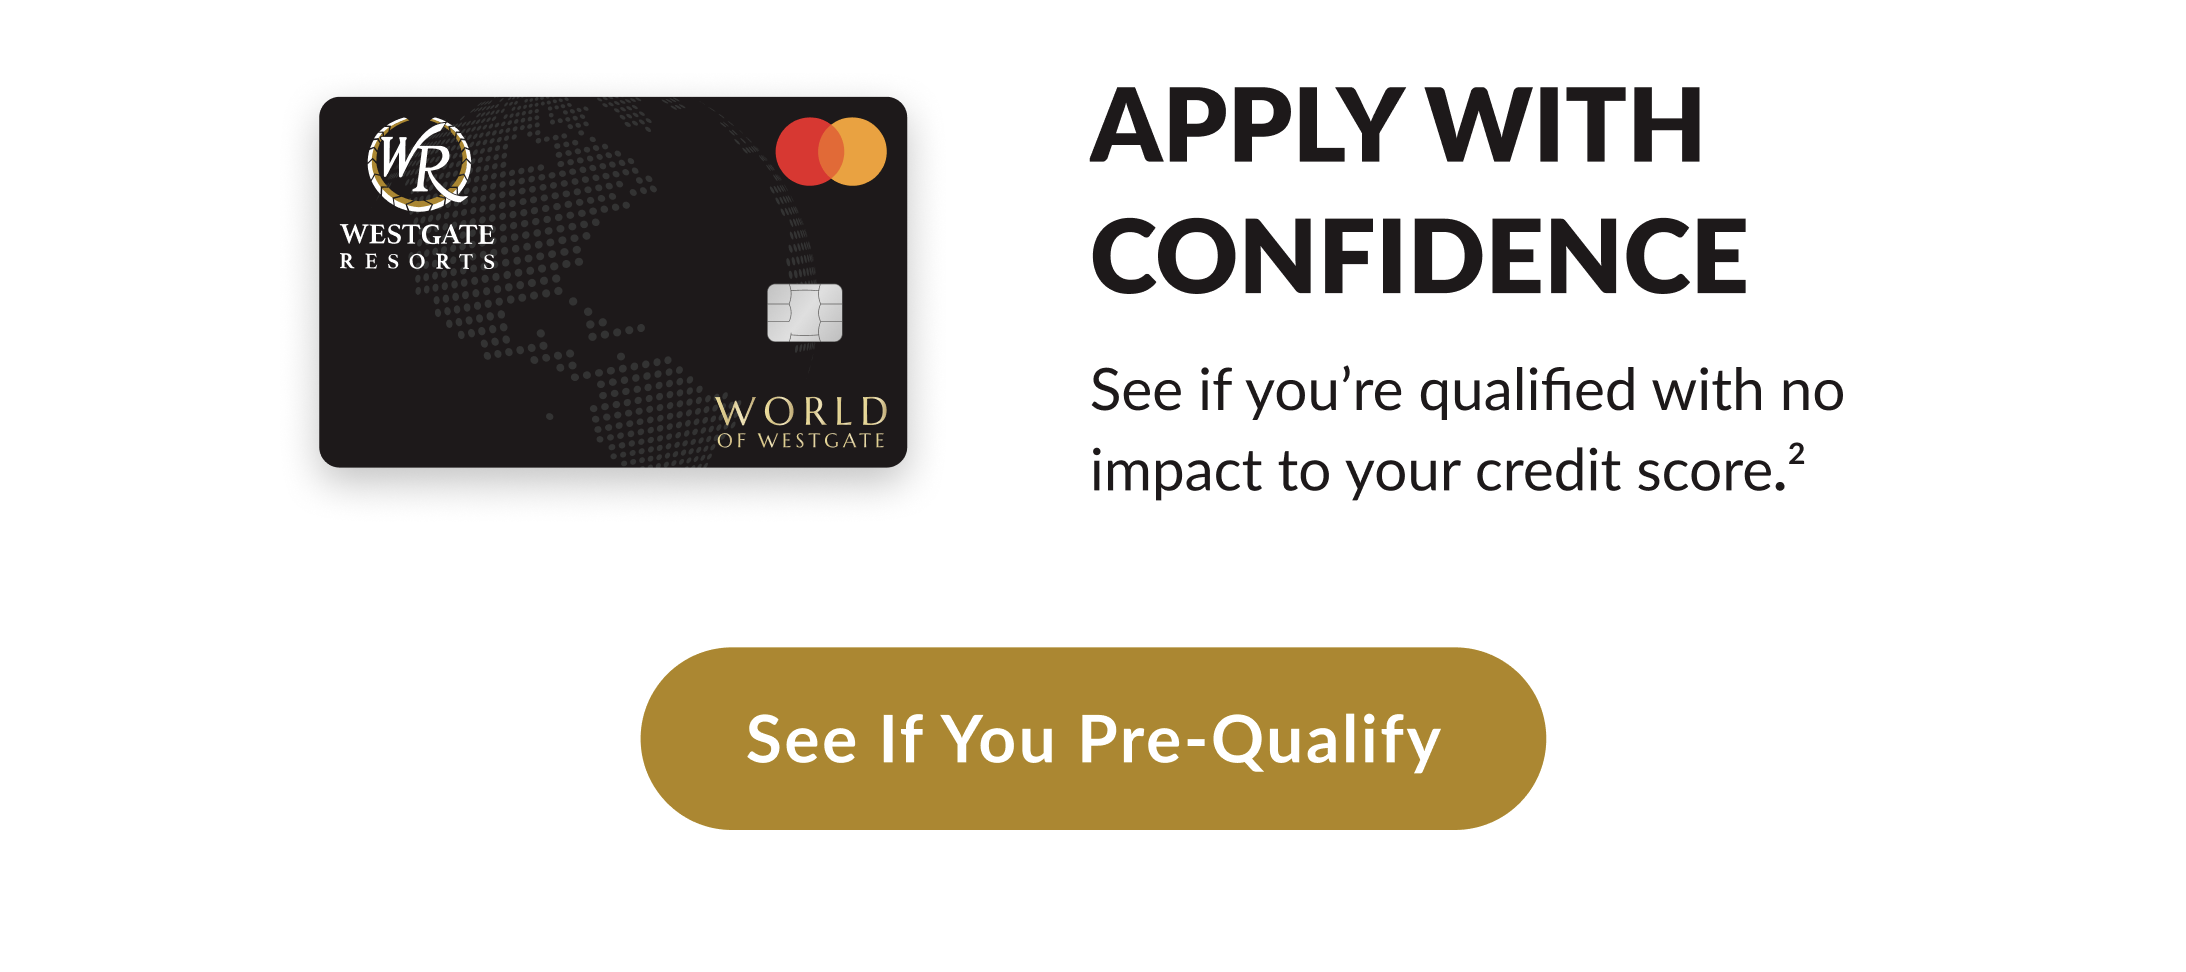 WR
WESTGATE
RESORTS
WORLD
OF WESTGATE
APPLY WITH
CONFIDENCE
See if you’re qualified with no
impact to your credit score.²
See If You Pre-Qualify